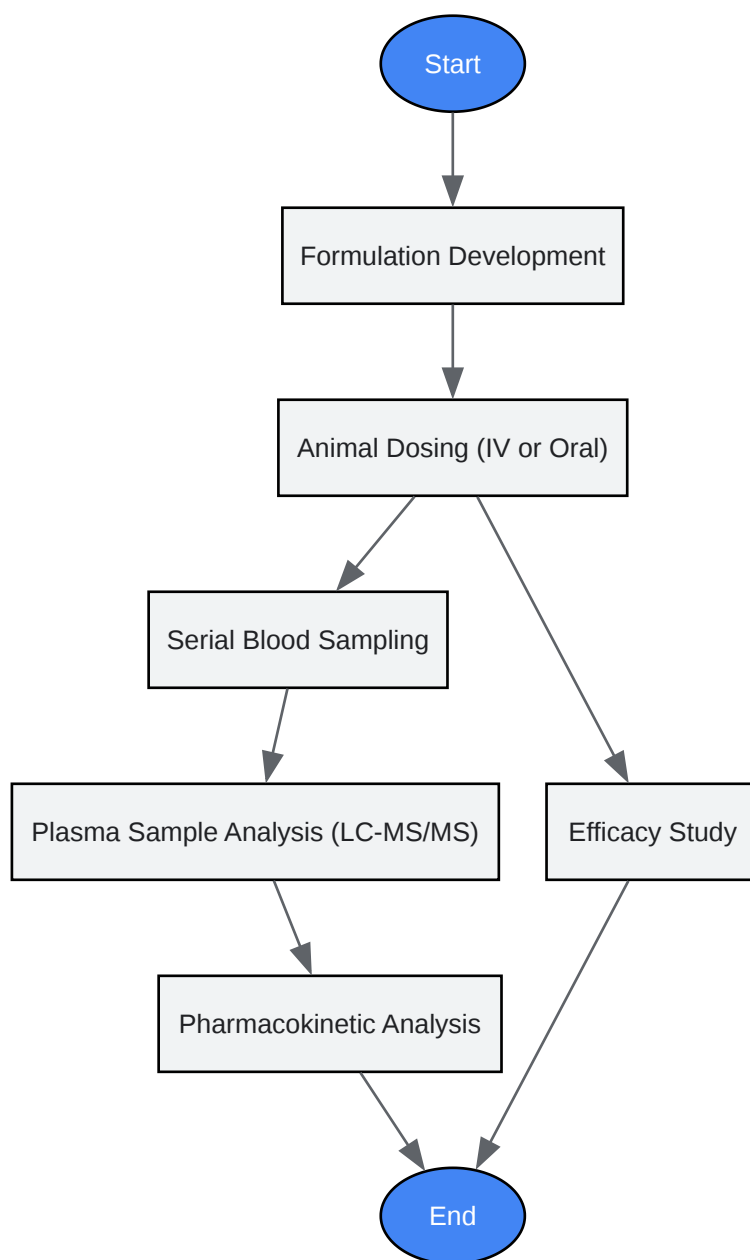 Start
Formulation Development
Animal Dosing (IV or Oral)
Serial Blood Sampling
Plasma Sample Analysis (LC-MS/MS)
Efficacy Study
Pharmacokinetic Analysis
End